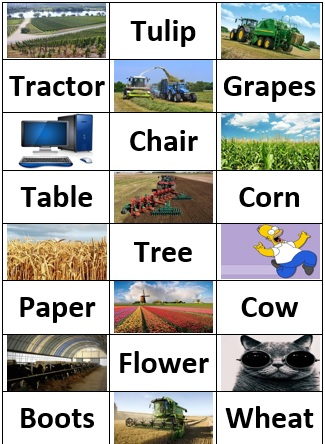 Tulip
Tractor Grapes
Chair
Table Corn
Tree
Paper Cow
Flower
Boots Wheat